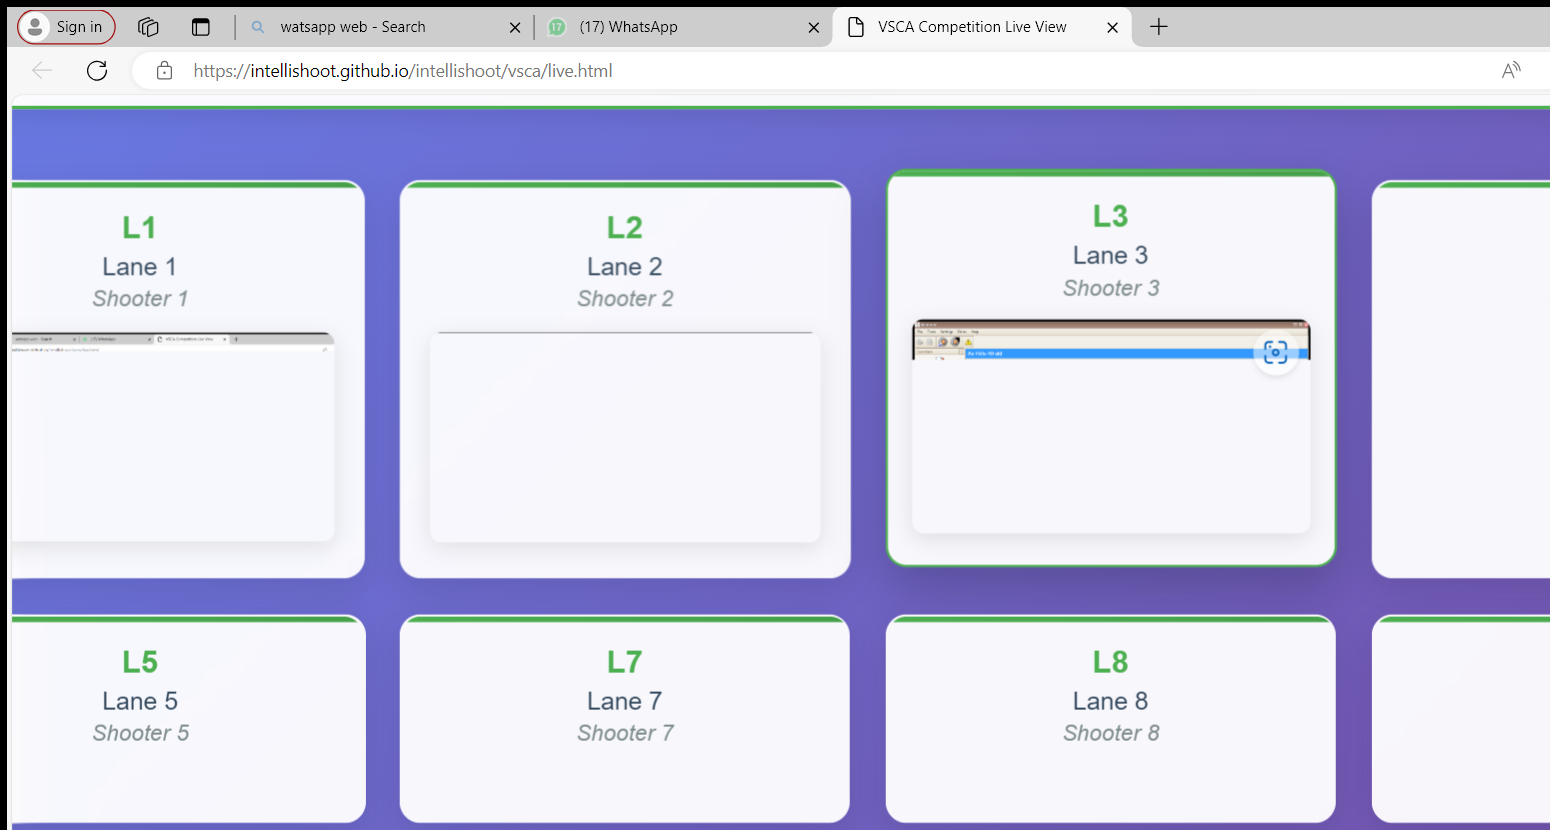 Sign in
watsapp web - Search
17
(17) WhatsApp
VSCA Competition Live View
https://intellishoot.github.io/intellishoot/vsca/live.html
L1
Lane 1
Shooter 1
L2
Lane 2
Shooter 2
L3
Lane 3
Shooter 3
L5
Lane 5
Shooter 5
L7
Lane 7
Shooter 7
L8
Lane 8
Shooter 8